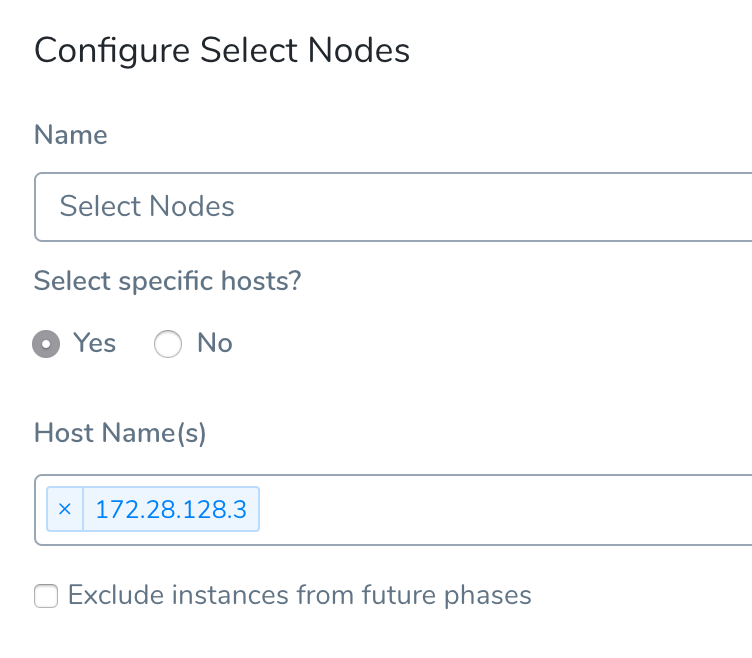 Configure Select Nodes
Name
Select Nodes
Select specific hosts?
Yes No
Host Name(s)
× 172.28.128.3
Exclude instances from future phases